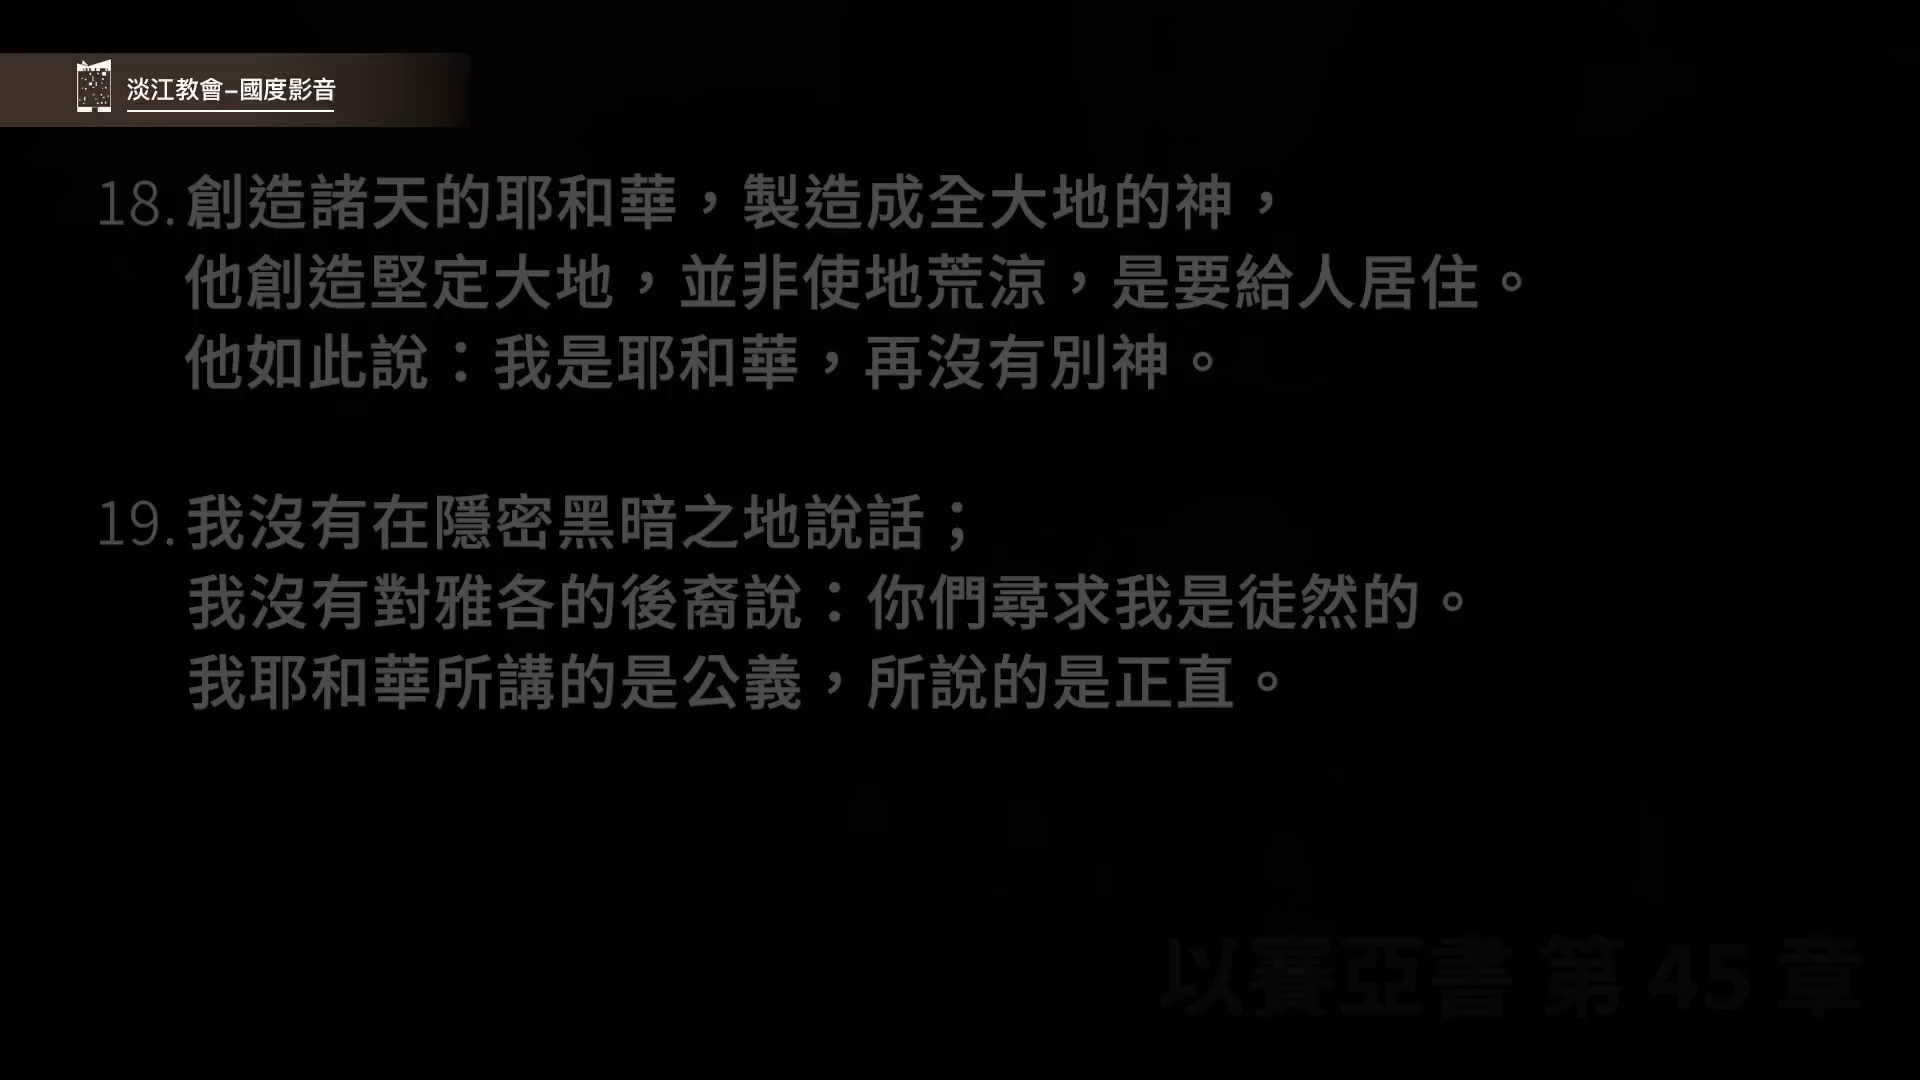 淡江教會–國度影音
18.創造諸天的耶和華，製造成全大地的神，
他創造堅定大地，並非使地荒涼，是要給人居住。
他如此說：我是耶和華，再沒有別神。
19.我沒有在隱密黑暗之地說話；
我沒有對雅各的後裔說：你們尋求我是徒然的。
我耶和華所講的是公義，所說的是正直。
以賽亞書 第 45 章